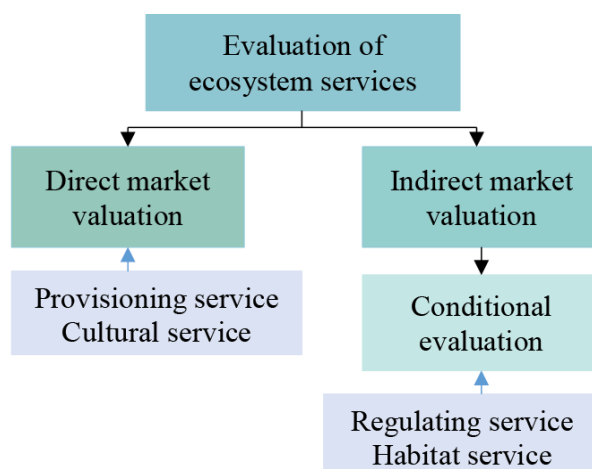 Evaluation of
ecosystem services
Direct market
valuation
Indirect market
valuation
Provisioning service
Cultural service
Conditional
evaluation
Regulating service
Habitat service